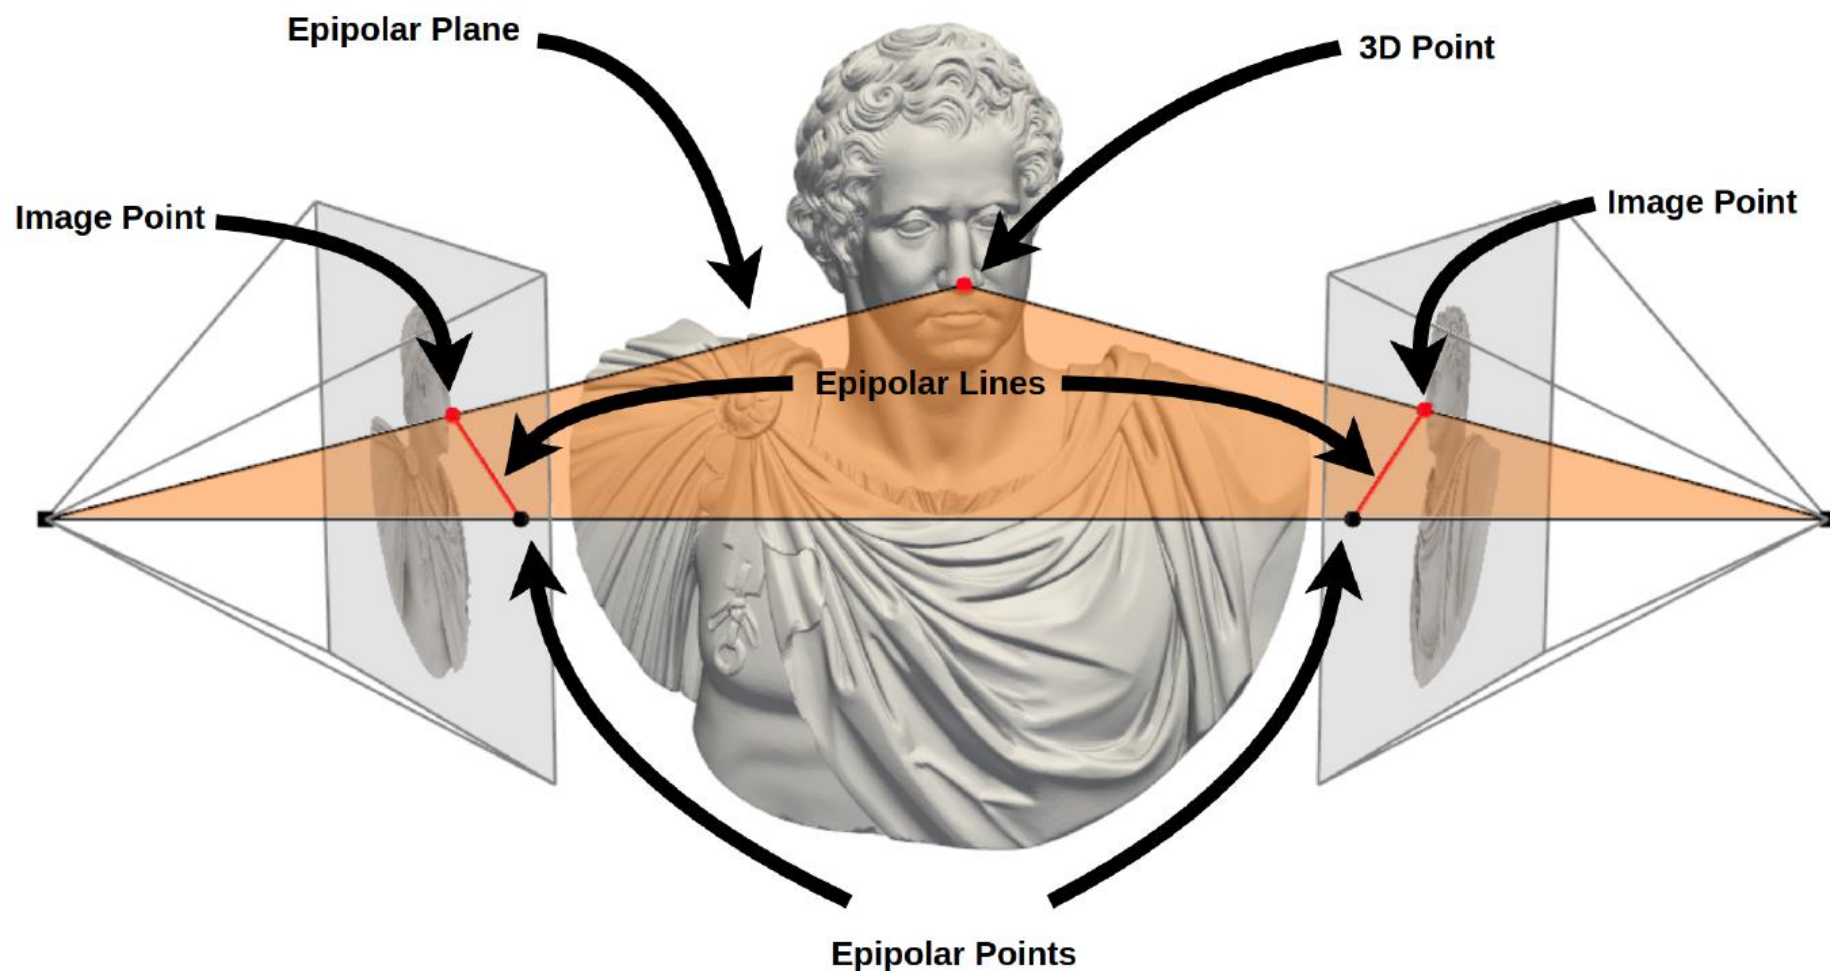 Epipolar Plane
3D Point
Image Point
Image Point
Epipolar Lines
Epipolar Points